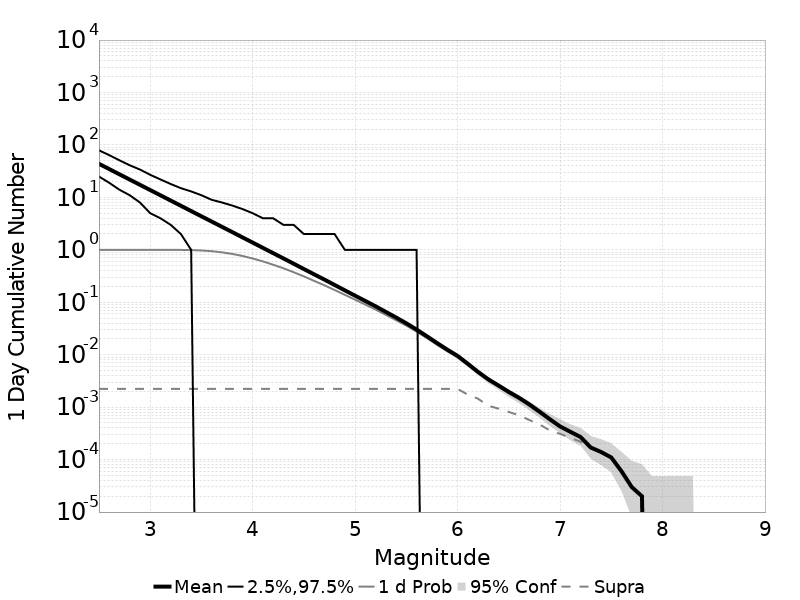 10^4
10^3
10^2
10^1
10^0
10^-1
10^-2
10^-3
10^-4
10^-5
1 Day Cumulative Number
3 4 5 6 7 8 9
Magnitude
Mean 2.5%,97.5% 1 d Prob 95% Conf Supra